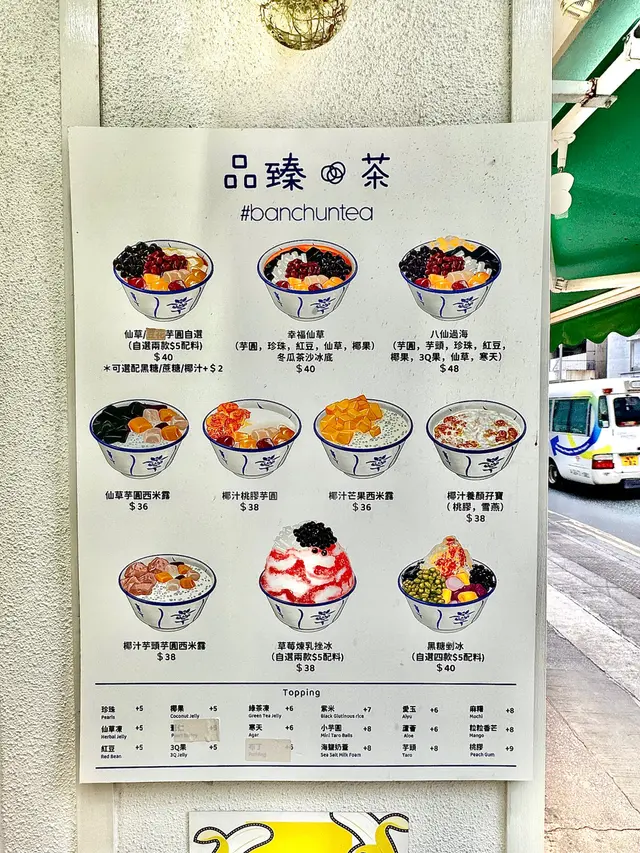 品臻 茶
#banchuntea
仙草/芋圓自選
(自選兩款$5配料)
$40
*可選配黑糖/蔗糖/椰汁+$2
幸福仙草
(芋圓，珍珠，紅豆，仙草，椰果)
冬瓜茶沙冰底
$40
八仙過海
(芋圓，芋頭，珍珠，紅豆，
椰果，3Q果，仙草，寒天)
$48
仙草芋圓西米露
$36
椰汁桃膠芋圓
$38
椰汁芒果西米露
$36
椰汁養顏孖寶
(桃膠，雪燕)
$38
椰汁芋頭芋圓西米露
$38
草莓煉乳挫冰
(自選兩款$5配料)
$38
黑糖剉冰
(自選四款$5配料)
$40
Topping
珍珠 +5 椰果 +5 綠茶凍 +6 紫米 +7 愛玉 +6 麻糬 +8
Pearls Coconut Jelly Green Tea Jelly Black Glutinous rice Aiyu Mochi
仙草凍 +5 +5 寒天 +6 小芋圓 +8 蘆薈 +6 粒粒香芒 +8
Herbal Jelly Agar Mini Taro Balls Aloe Mango
紅豆 +5 3Q果 +5 布丁 +6 海鹽奶蓋 +8 芋頭 +8 桃膠 +9
Red Bean 3Q Jelly Sea Salt Milk Foam Taro Peach Gum